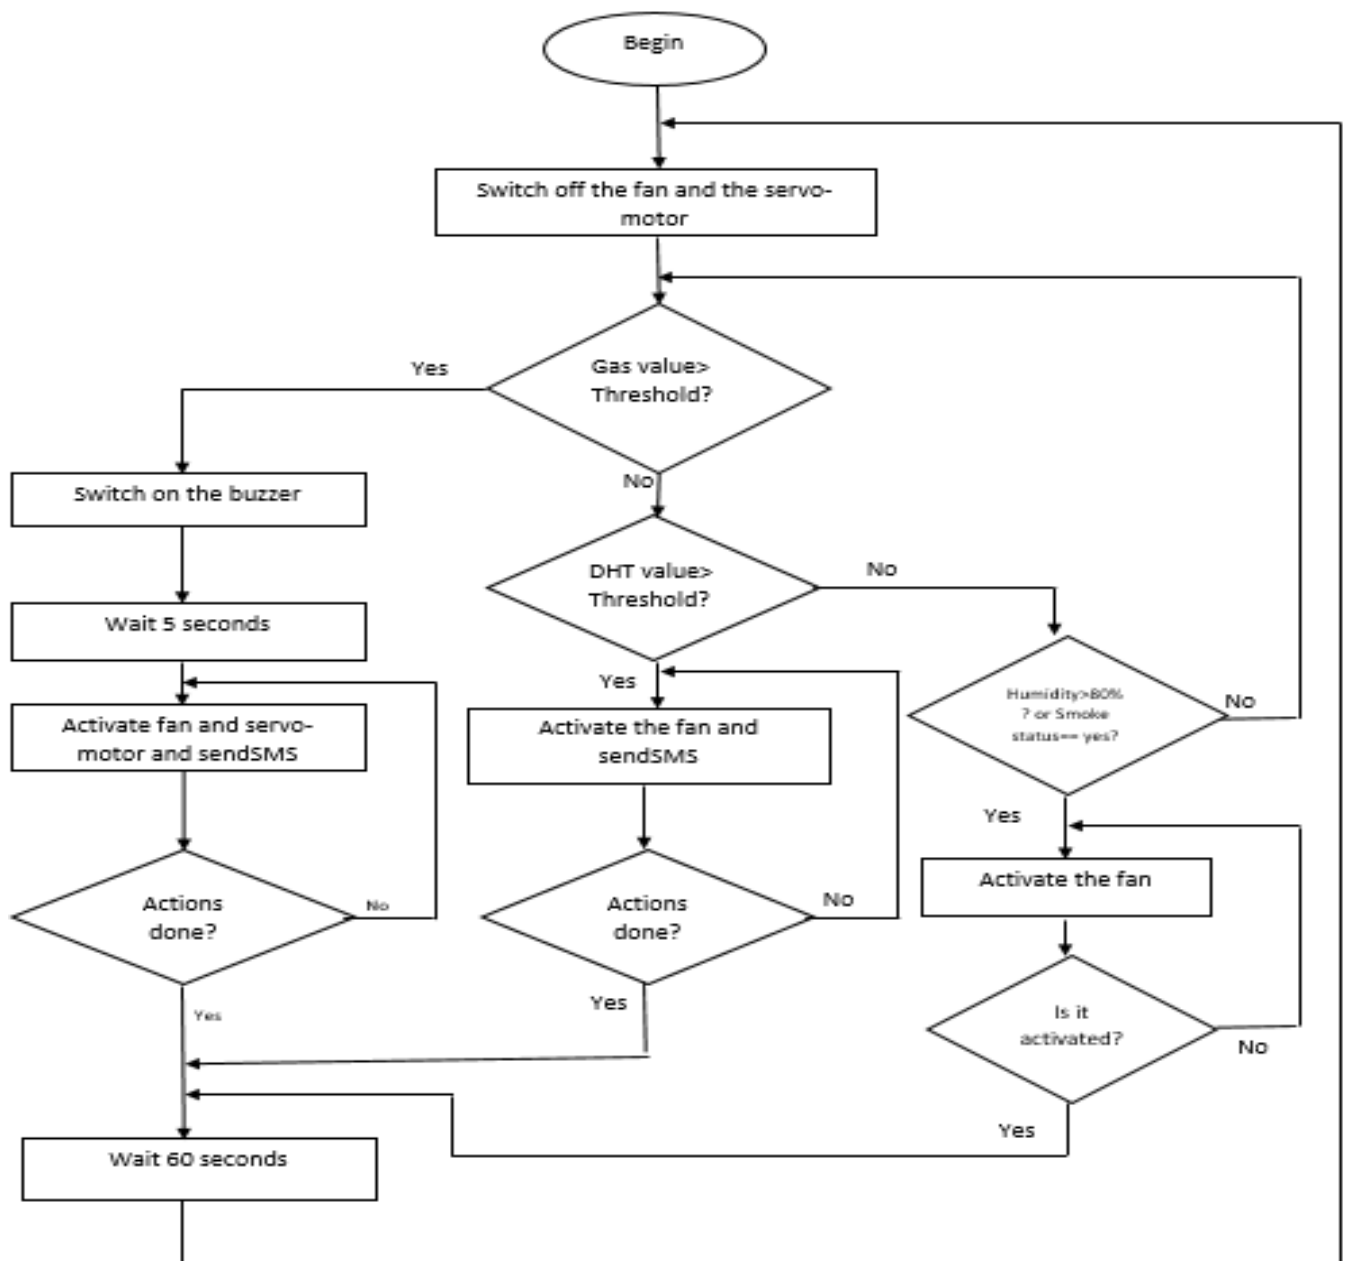 Begin
Switch off the fan and the servo-
motor
Yes
Gas value>
Threshold?
No
Switch on the buzzer
DHT value>
Threshold?
No
Wait 5 seconds
Yes
Humidity>80%
? or Smoke
status== yes?
No
Activate fan and servo-
motor and sendSMS
Activate the fan and
sendSMS
Yes
Activate the fan
Actions
done?
No
Actions
done?
No
Yes
Yes
Is it
activated?
No
Yes
Wait 60 seconds